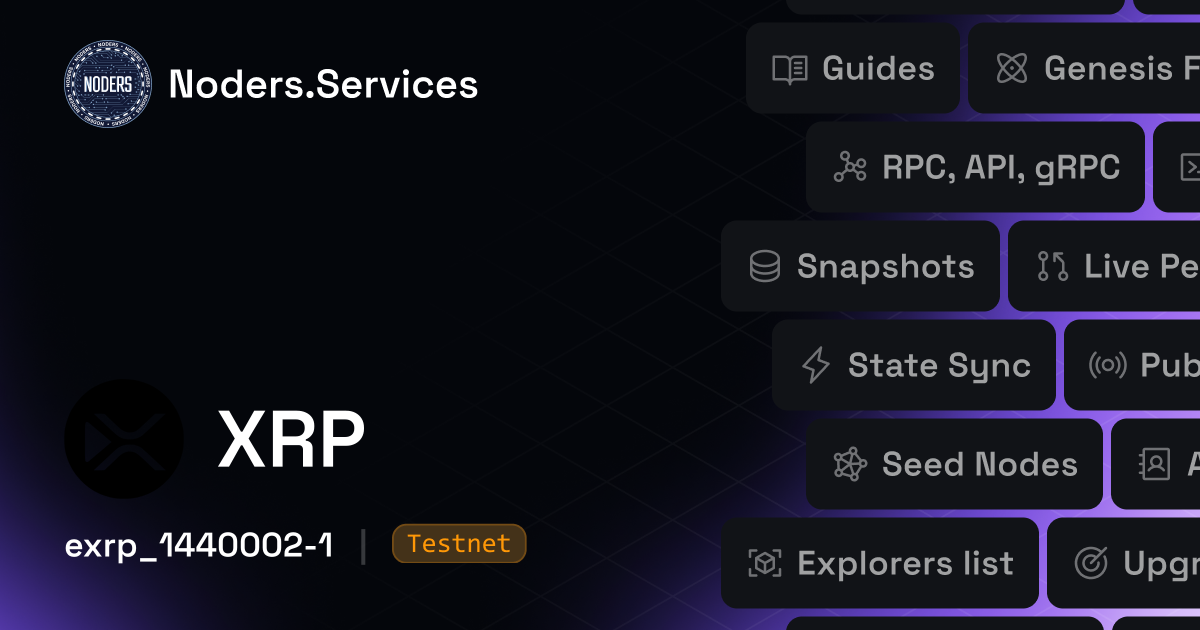 NODERS
Noders.Services
XRP
exrp_1440002-1 | Testnet
Guides
Genesis F
RPC, API, gRPC
Snapshots
Live Pe
State Sync
Pub
Seed Nodes
A
Explorers list
Upgr